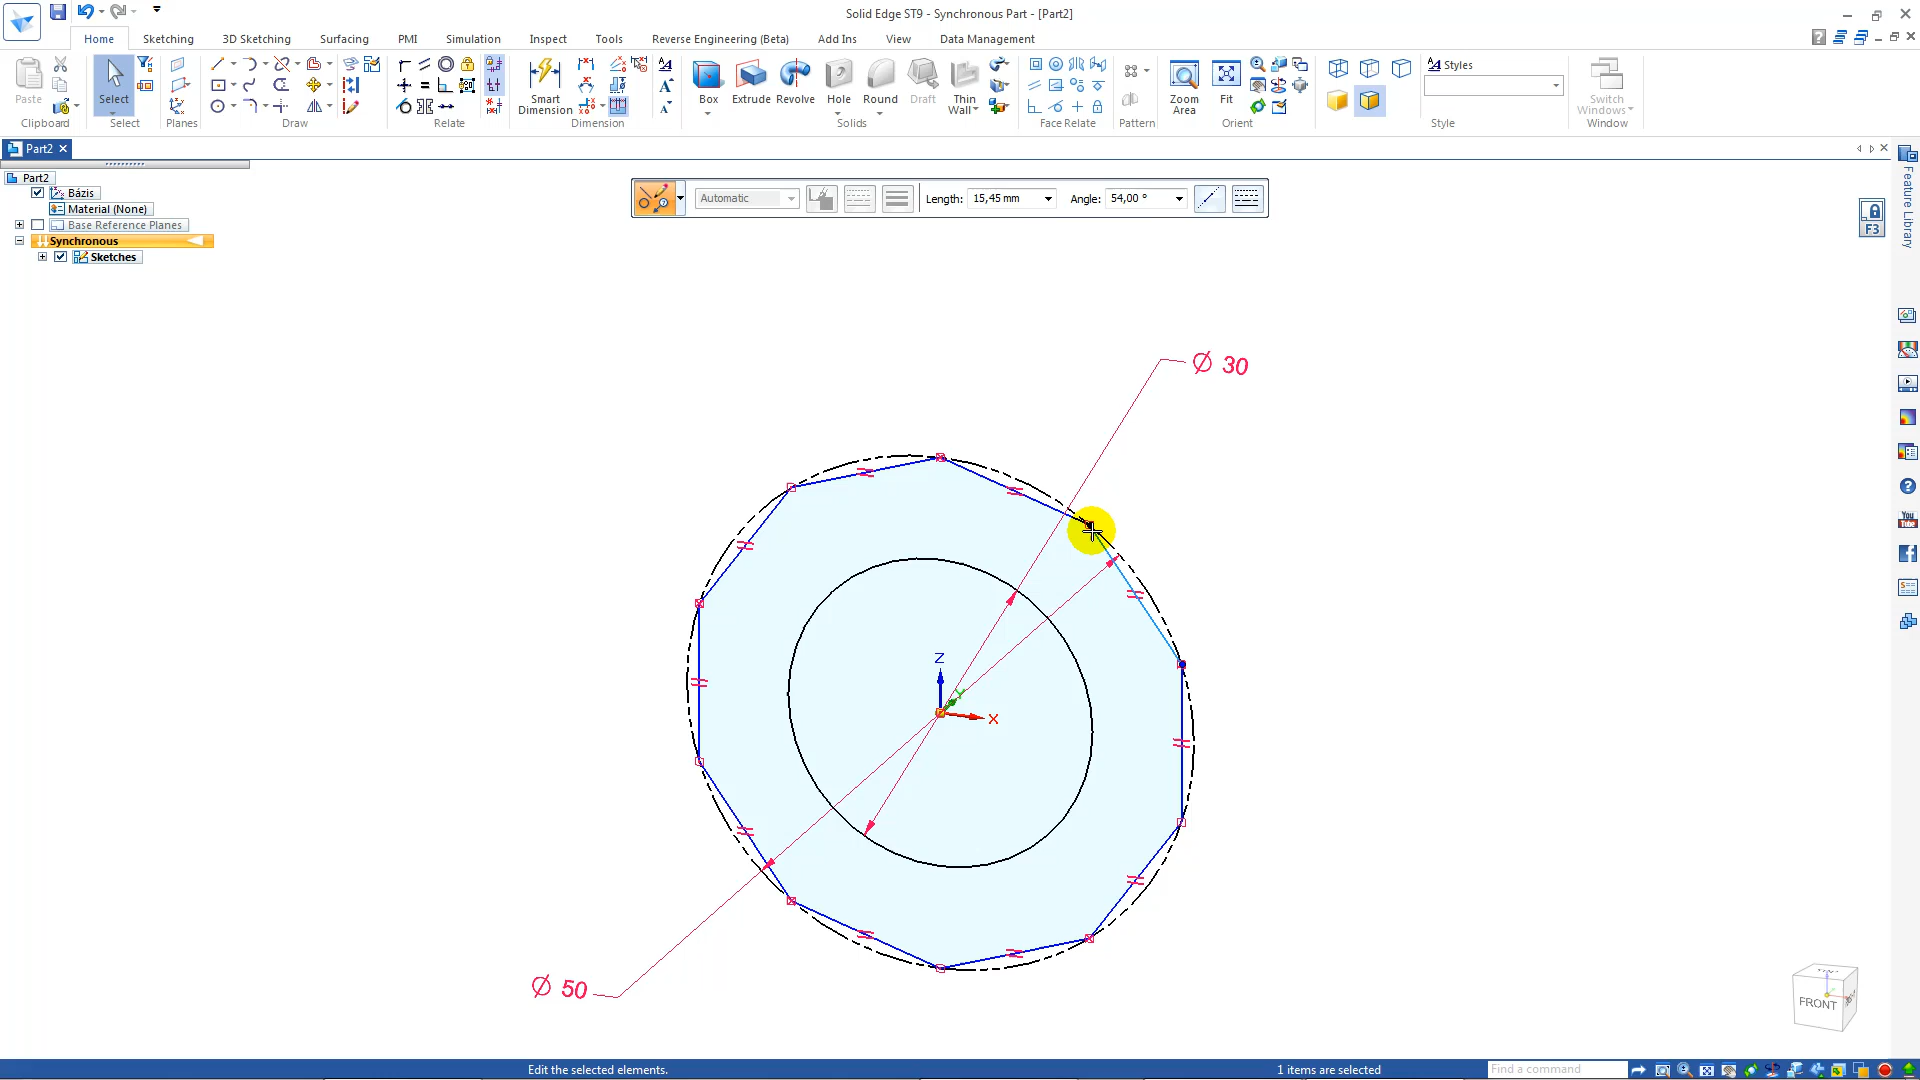 Solid Edge ST9 - Synchronous Part - [Part2]
Home Sketching 3D Sketching Surfacing PMI Simulation Inspect Tools Reverse Engineering (Beta) Add Ins View Data Management
Paste
Clipboard
Select
Select
Planes
Draw
Relate
Smart Dimension
Dimension
Box Extrude Revolve Hole Round Draft Thin Wall
Solids
Face Relate
Pattern
Zoom Area Fit
Orient
Styles
Style
Switch Windows
Window
Part2
Part2
Bázis
Material (None)
Base Reference Planes
Synchronous
Sketches
Automatic Length: 15,45 mm Angle: 54,00 °
F3
Feature Library
Ø 30
Z
Y
X
Ø 50
FRONT
You Tube
Edit the selected elements. 1 items are selected Find a command